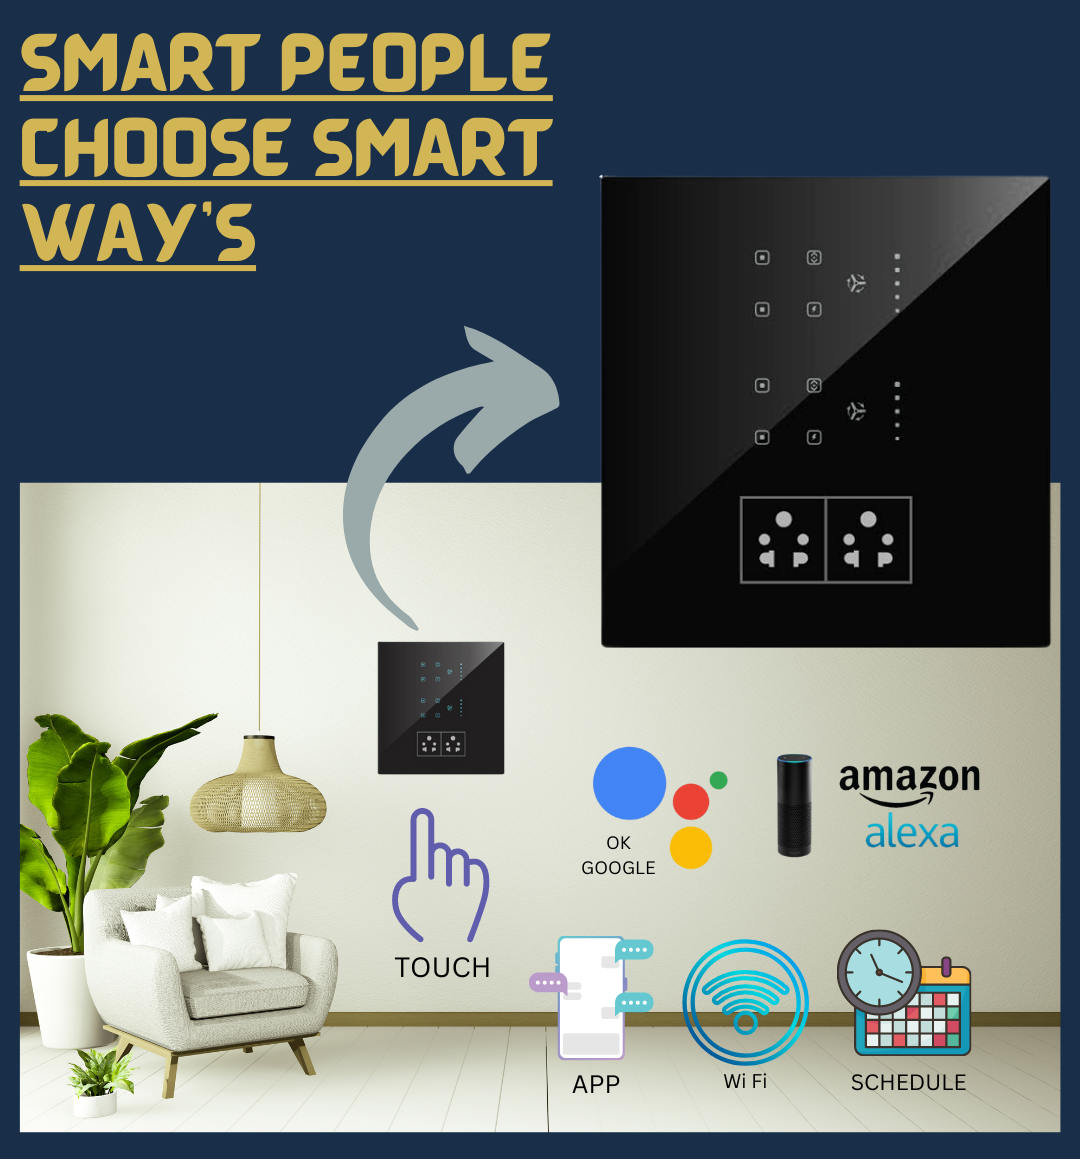 SMART PEOPLE
CHOOSE SMART
WAY'S
OK
GOOGLE
amazon
alexa
TOUCH
APP
Wi Fi
SCHEDULE